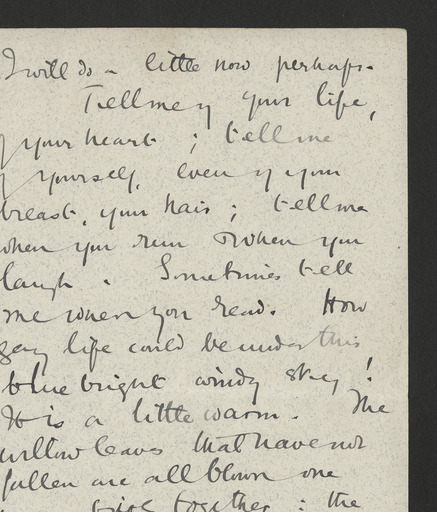 I will do a little now perhaps.
Tell me of your life,
of your heart ; tell me
of yourself, even of your
breast, your hair ; tell me
when you run & when you
laugh. Sometimes tell
me when you read. How
gay life could be under this
blue bright windy sky !
It is a little warm. The
willow leaves that have not
fallen are all blown one
together : the